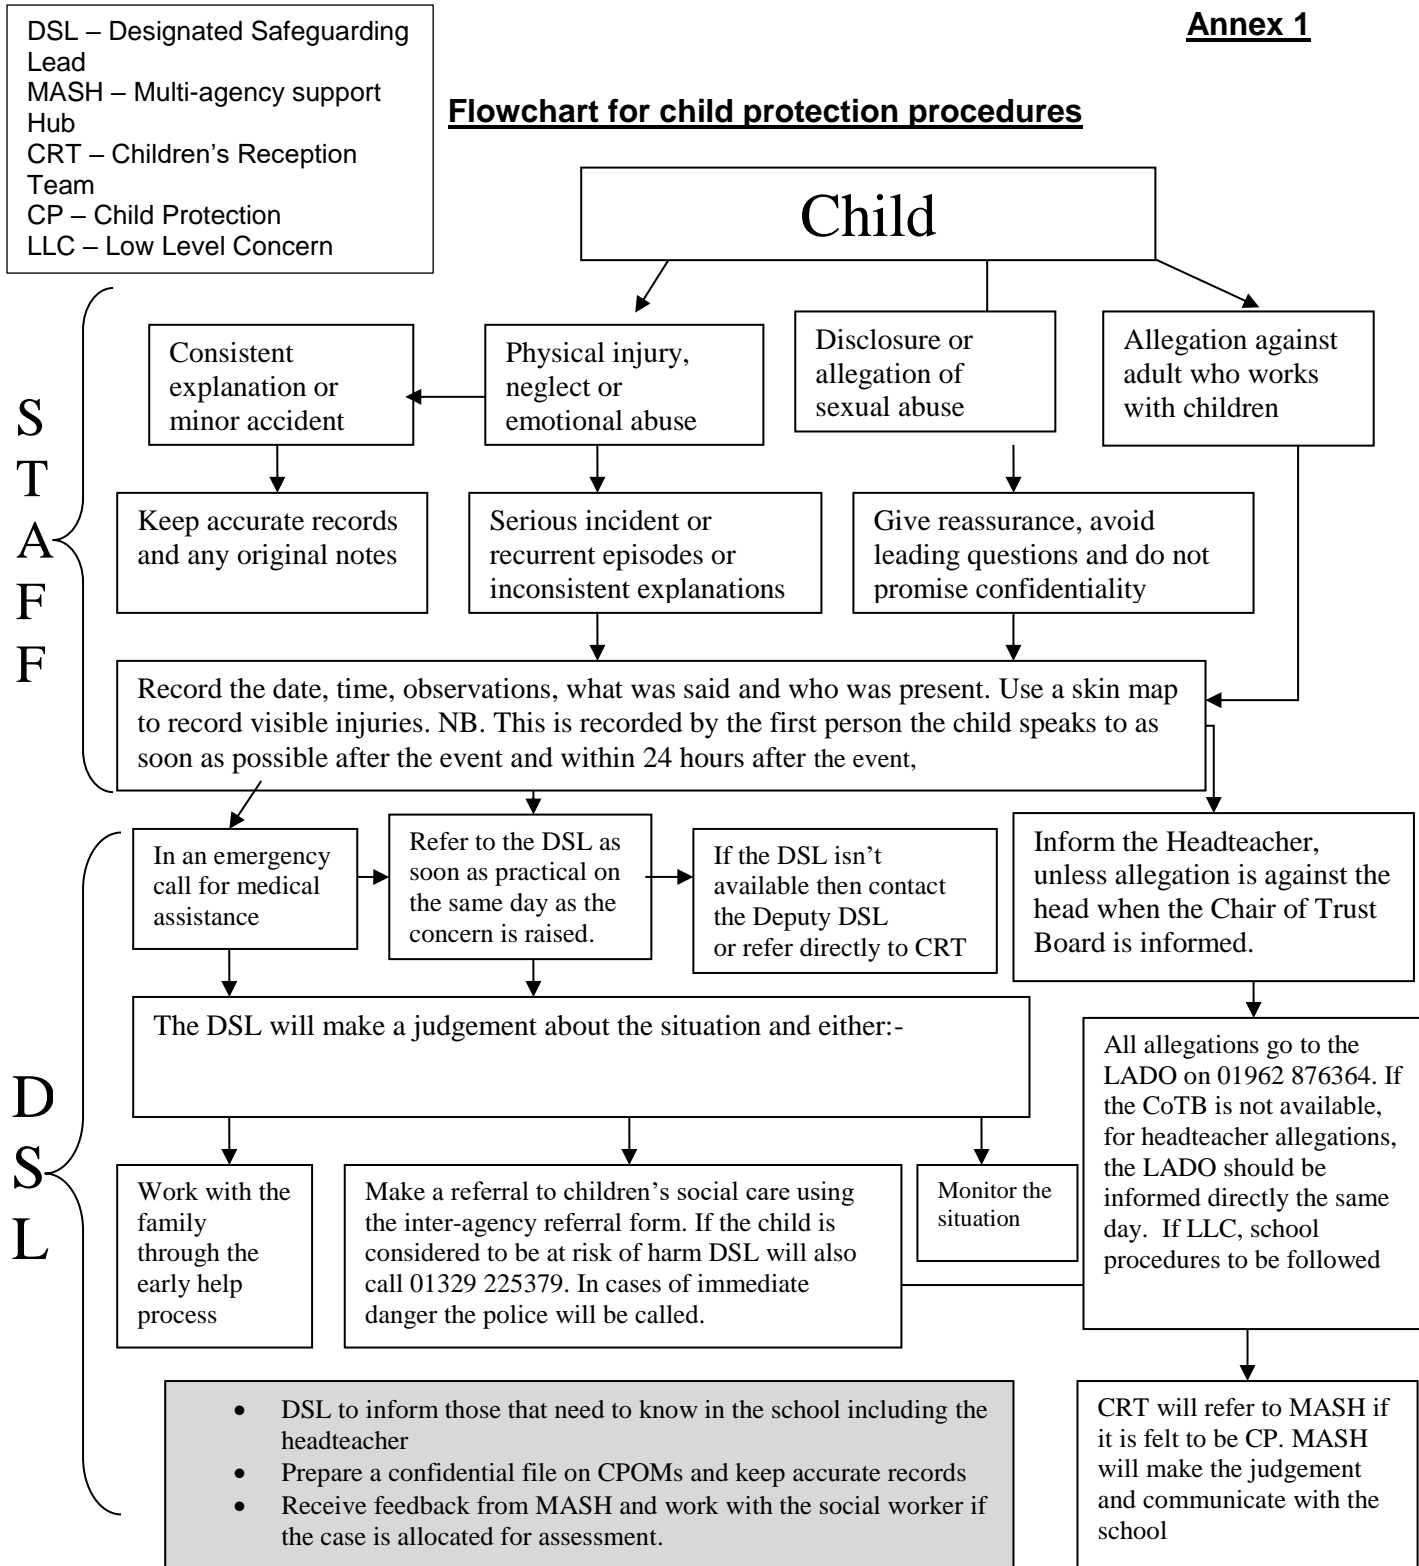 DSL – Designated Safeguarding
Lead
MASH – Multi-agency support
Hub
CRT – Children's Reception
Team
CP – Child Protection
LLC – Low Level Concern
Annex 1
Flowchart for child protection procedures
Child
Consistent
explanation or
minor accident
Physical injury,
neglect or
emotional abuse
Disclosure or
allegation of
sexual abuse
Allegation against
adult who works
with children
S
T
A
F
F
Keep accurate records
and any original notes
Serious incident or
recurrent episodes or
inconsistent explanations
Give reassurance, avoid
leading questions and do not
promise confidentiality
Record the date, time, observations, what was said and who was present. Use a skin map
to record visible injuries. NB. This is recorded by the first person the child speaks to as
soon as possible after the event and within 24 hours after the event,
In an emergency
call for medical
assistance
Refer to the DSL as
soon as practical on
the same day as the
concern is raised.
If the DSL isn't
available then contact
the Deputy DSL
or refer directly to CRT
Inform the Headteacher,
unless allegation is against the
head when the Chair of Trust
Board is informed.
D
S
L
The DSL will make a judgement about the situation and either:-
All allegations go to the
LADO on 01962 876364. If
the CoTB is not available,
for headteacher allegations,
the LADO should be
informed directly the same
day.  If LLC, school
procedures to be followed
Work with the
family
through the
early help
process
Make a referral to children's social care using
the inter-agency referral form. If the child is
considered to be at risk of harm DSL will also
call 01329 225379. In cases of immediate
danger the police will be called.
Monitor the
situation
• DSL to inform those that need to know in the school including the
headteacher
• Prepare a confidential file on CPOMs and keep accurate records
• Receive feedback from MASH and work with the social worker if
the case is allocated for assessment.
CRT will refer to MASH if
it is felt to be CP. MASH
will make the judgement
and communicate with the
school